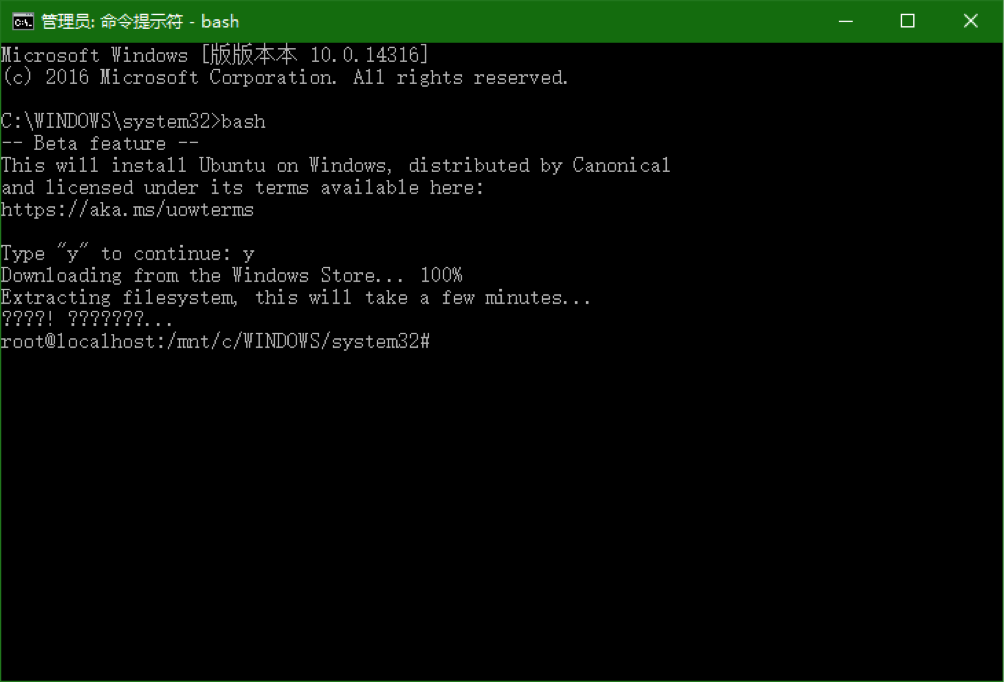 管理员: 命令提示符 - bash
Microsoft Windows [版版本本 10.0.14316]
(c) 2016 Microsoft Corporation. All rights reserved.
C:\WINDOWS\system32>bash
-- Beta feature --
This will install Ubuntu on Windows, distributed by Canonical
and licensed under its terms available here:
https://aka.ms/uowterms
Type "y" to continue: y
Downloading from the Windows Store... 100%
Extracting filesystem, this will take a few minutes...
????! ???????...
root@localhost:/mnt/c/WINDOWS/system32#